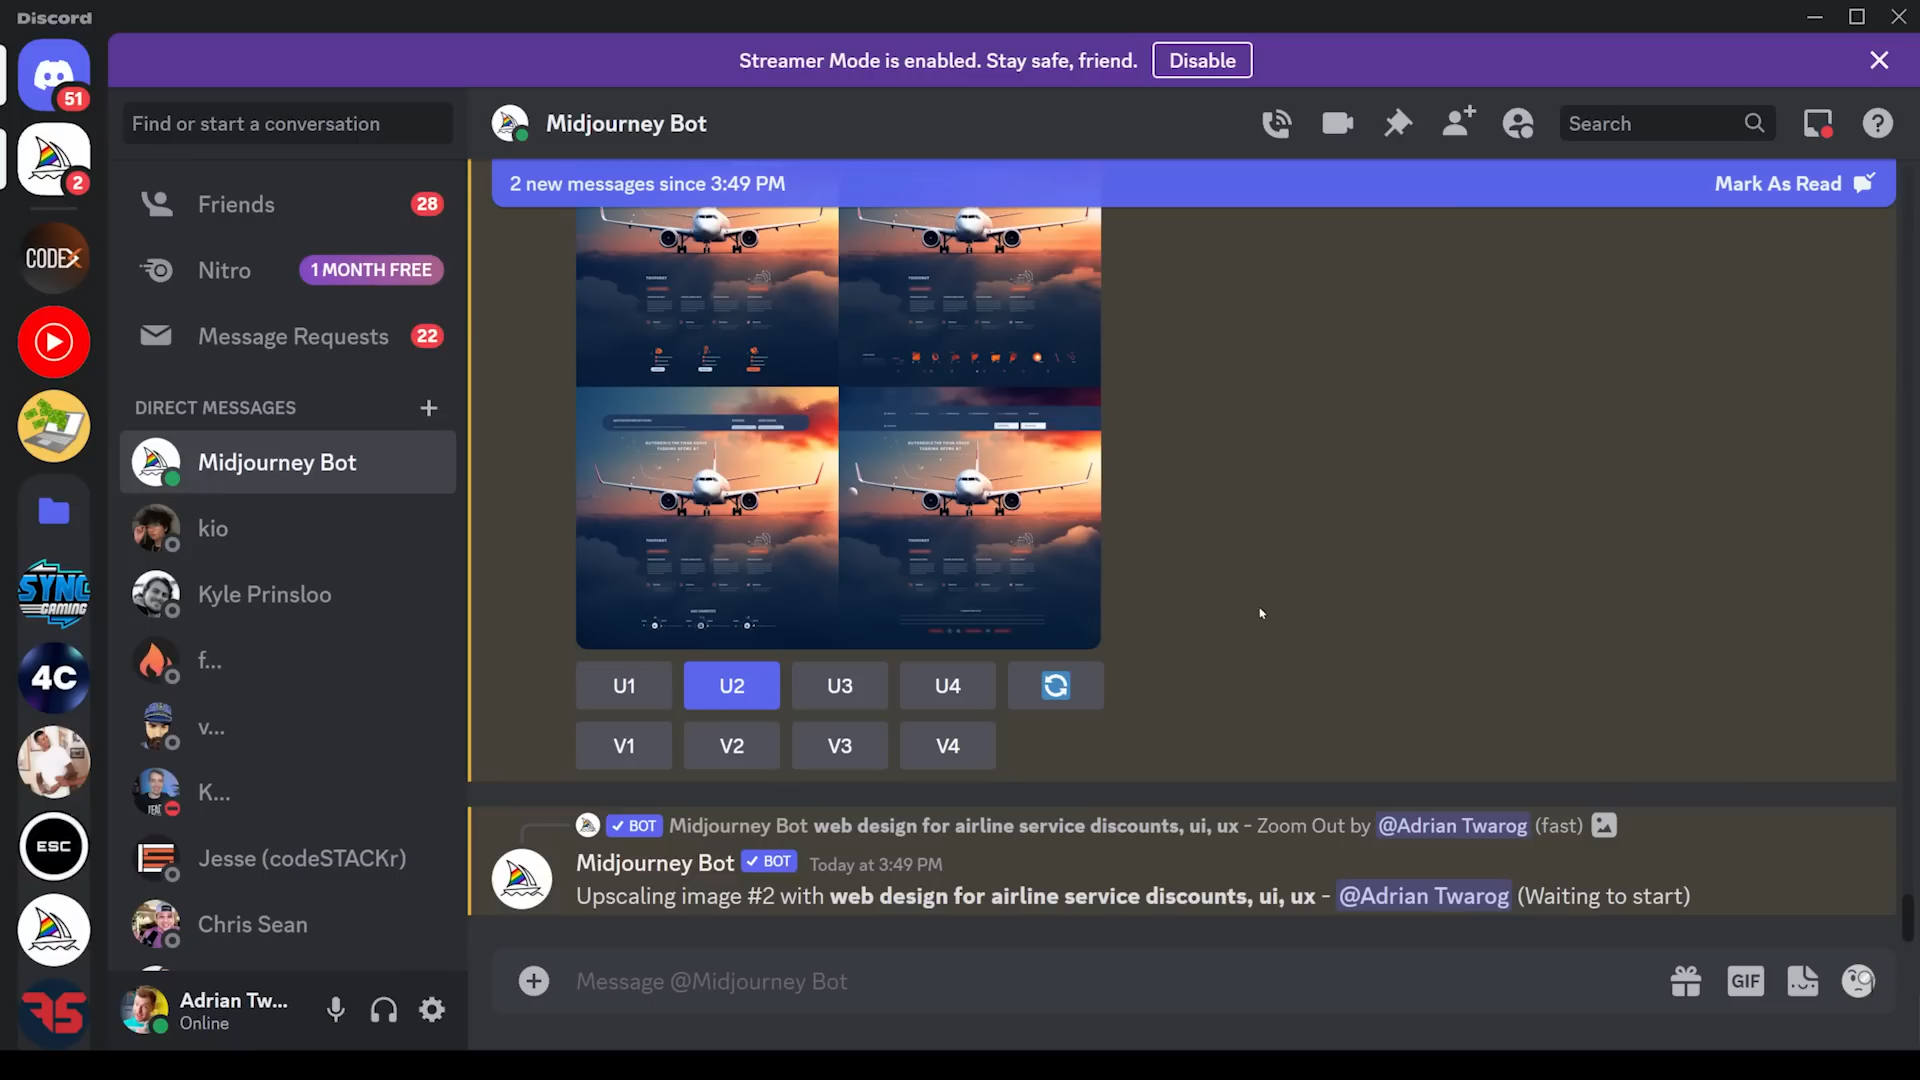 Discord
Streamer Mode is enabled. Stay safe, friend. Disable
51
Find or start a conversation
Midjourney Bot
Search
2
2 new messages since 3:49 PM
Mark As Read
Friends 28
CODEX
Nitro 1 MONTH FREE
Message Requests 22
DIRECT MESSAGES
Midjourney Bot
kio
SYNC
GAMING
Kyle Prinsloo
f...
4C
v...
K...
ESC
Jesse (codeSTACKr)
Chris Sean
Adrian Tw...
Online
U1 U2 U3 U4
V1 V2 V3 V4
BOT Midjourney Bot web design for airline service discounts, ui, ux - Zoom Out by @Adrian Twarog (fast)
Midjourney Bot BOT Today at 3:49 PM
Upscaling image #2 with web design for airline service discounts, ui, ux - @Adrian Twarog (Waiting to start)
Message @Midjourney Bot
GIF